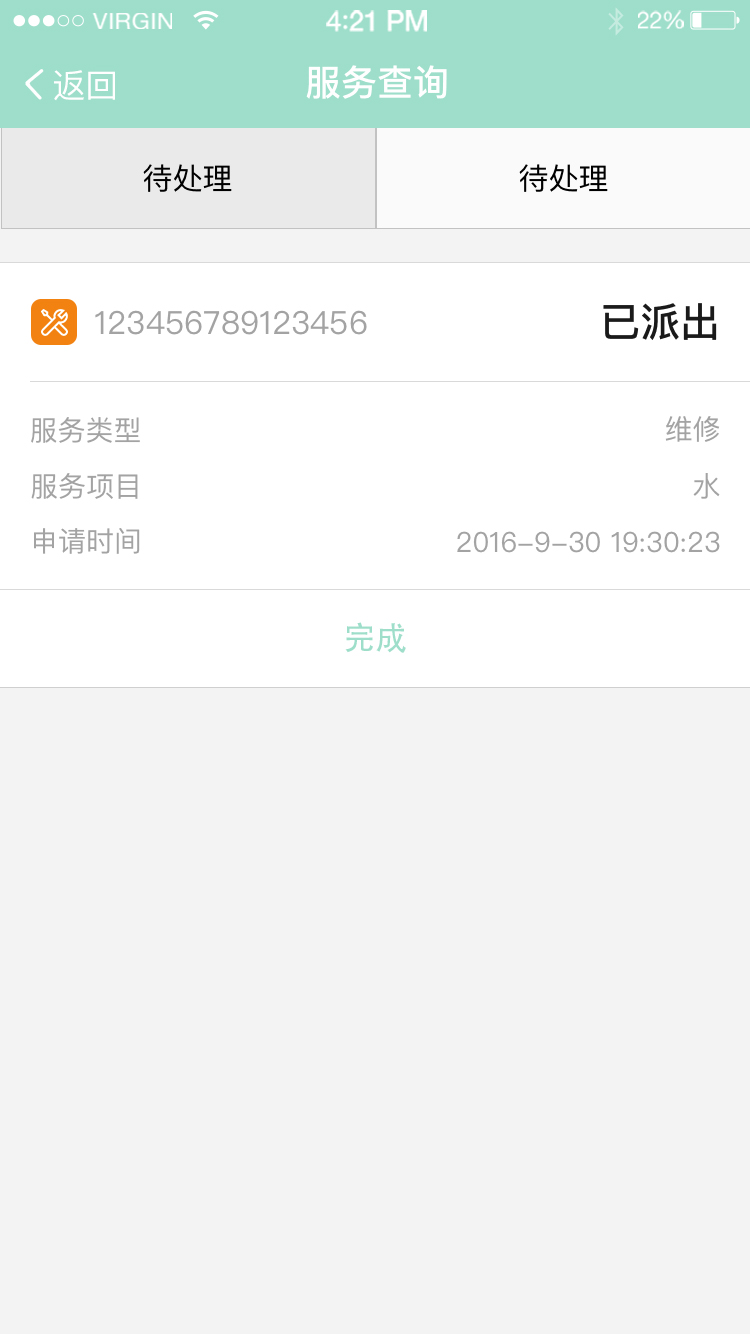 VIRGIN 4:21 PM 22%
返回 服务查询
待处理 待处理
123456789123456 已派出
服务类型 维修
服务项目 水
申请时间 2016-9-30 19:30:23
完成